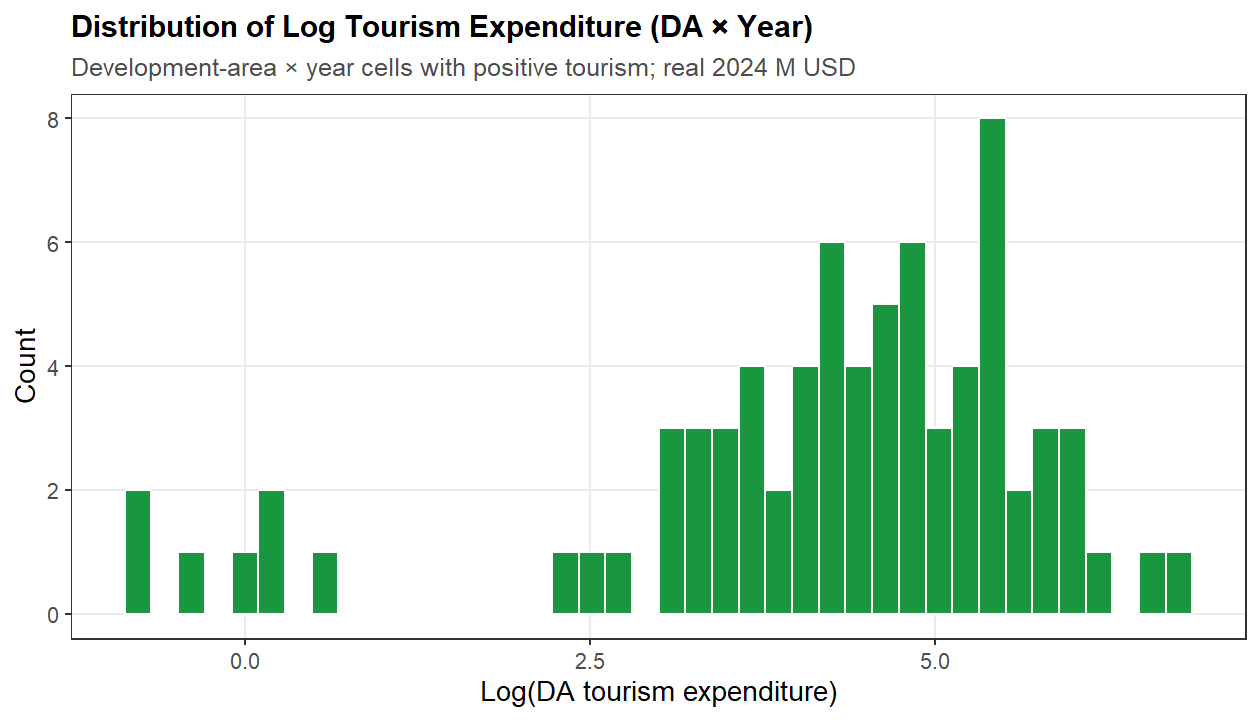 Distribution of Log Tourism Expenditure (DA × Year)
Development-area × year cells with positive tourism; real 2024 M USD
8
6
4
2
0
Count
0.0 2.5 5.0
Log(DA tourism expenditure)